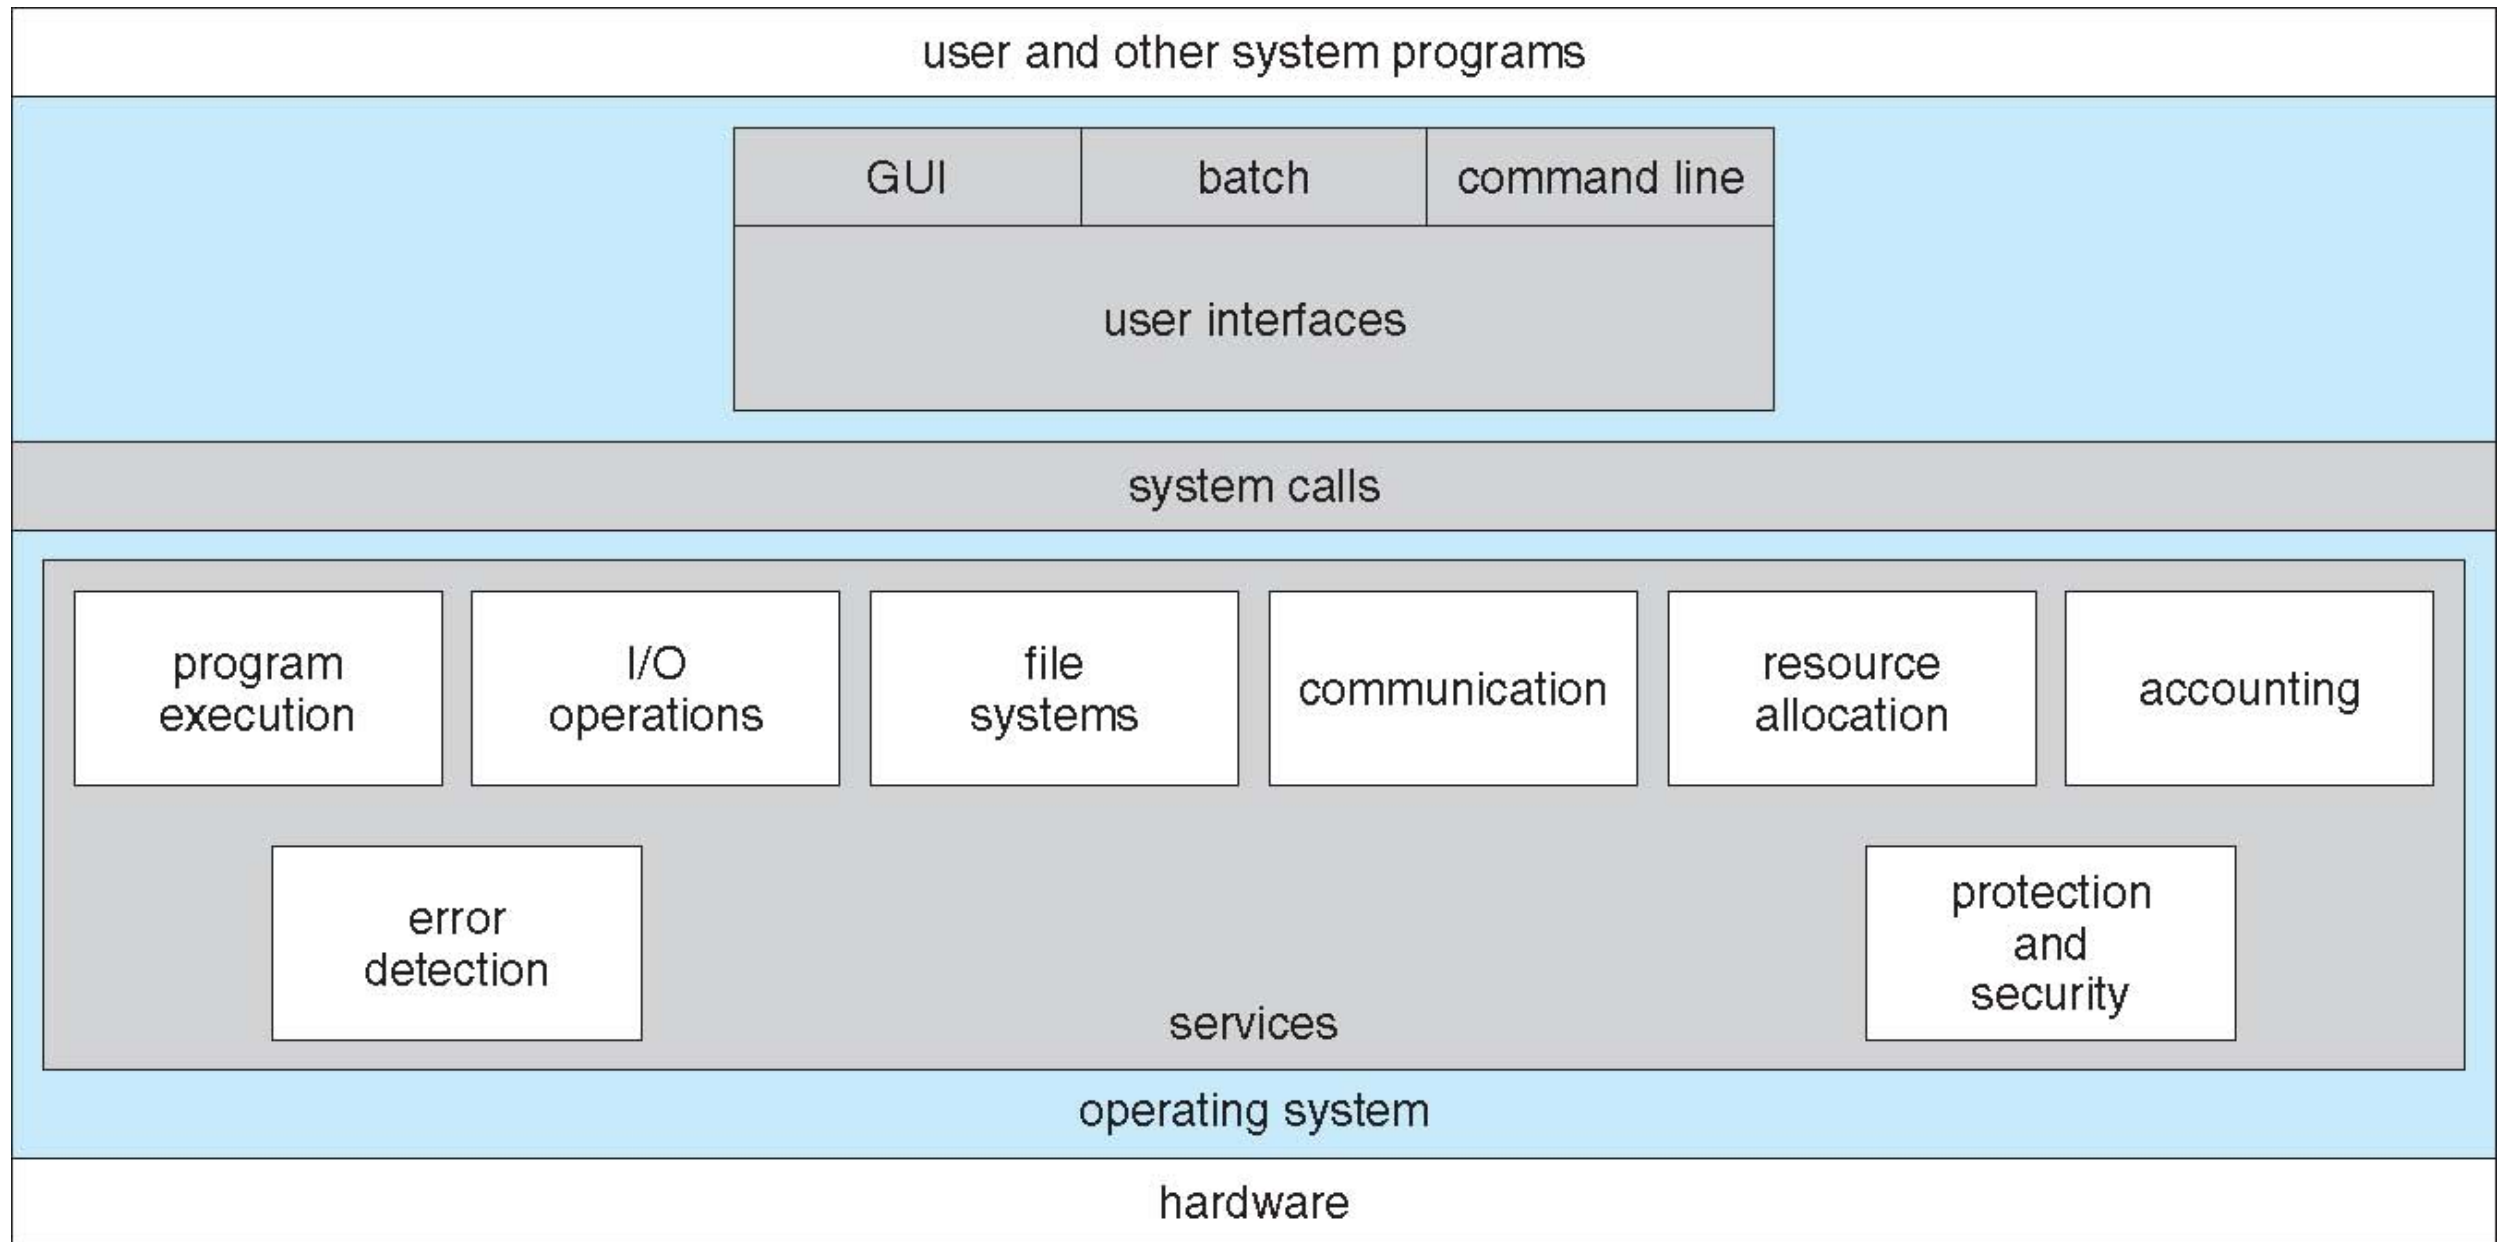 user and other system programs
GUI
batch
command line
user interfaces
system calls
program
execution
I/O
operations
file
systems
communication
resource
allocation
accounting
error
detection
protection
and
security
services
operating system
hardware